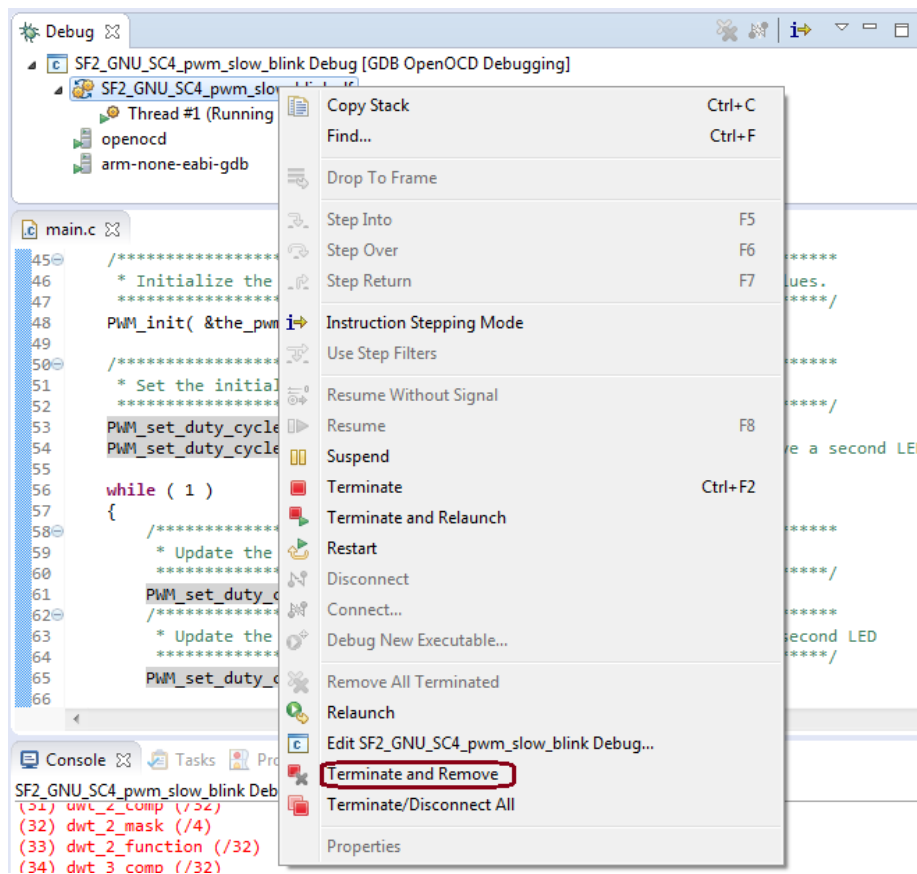 Debug
SF2_GNU_SC4_pwm_slow_blink Debug [GDB OpenOCD Debugging]
SF2_GNU_SC4_pwm_slow_blink.elf
Thread #1 (Running
openocd
arm-none-eabi-gdb
Copy Stack Ctrl+C
Find... Ctrl+F
Drop To Frame
Step Into F5
Step Over F6
Step Return F7
Instruction Stepping Mode
Use Step Filters
Resume Without Signal
Resume F8
Suspend
Terminate Ctrl+F2
Terminate and Relaunch
Restart
Disconnect
Connect...
Debug New Executable...
Remove All Terminated
Relaunch
Edit SF2_GNU_SC4_pwm_slow_blink Debug...
Terminate and Remove
Terminate/Disconnect All
Properties
main.c
45 /***************** *****
46 * Initialize the lues.
47 ***************** *****/
48 PWM_init( &the_pwm
49
50 /***************** *****
51 * Set the initial
52 ***************** *****/
53 PWM_set_duty_cycle
54 PWM_set_duty_cycle ve a second LED
55
56 while ( 1 )
57 {
58 /************* *****
59 * Update the
60 ************* *****/
61 PWM_set_duty_c
62 /************* *****
63 * Update the second LED
64 ************* *****/
65 PWM_set_duty_c
66
Console Tasks Pro
SF2_GNU_SC4_pwm_slow_blink Deb
(31) dwt_2_comp (/32)
(32) dwt_2_mask (/4)
(33) dwt_2_function (/32)
(34) dwt_3_comp (/32)